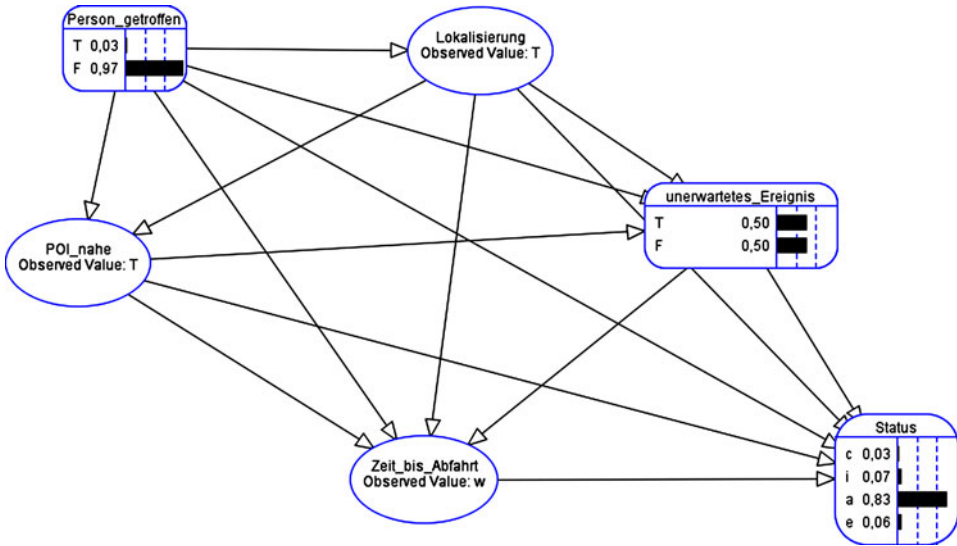 Person_getroffen
T 0,03
F 0,97
Lokalisierung
Observed Value: T
unerwartetes_Ereignis
T 0,50
F 0,50
POI_nahe
Observed Value: T
Zeit_bis_Abfahrt
Observed Value: w
Status
c 0,03
i 0,07
a 0,83
e 0,06